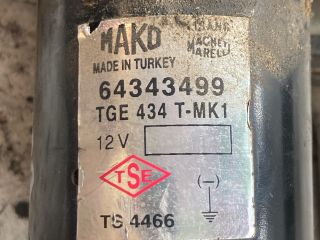 MAKO
MAGNETI
MARELLI
MADE IN TURKEY
64343499
TGE 434 T-MK1
12 V
TSE
(−)
TS 4466